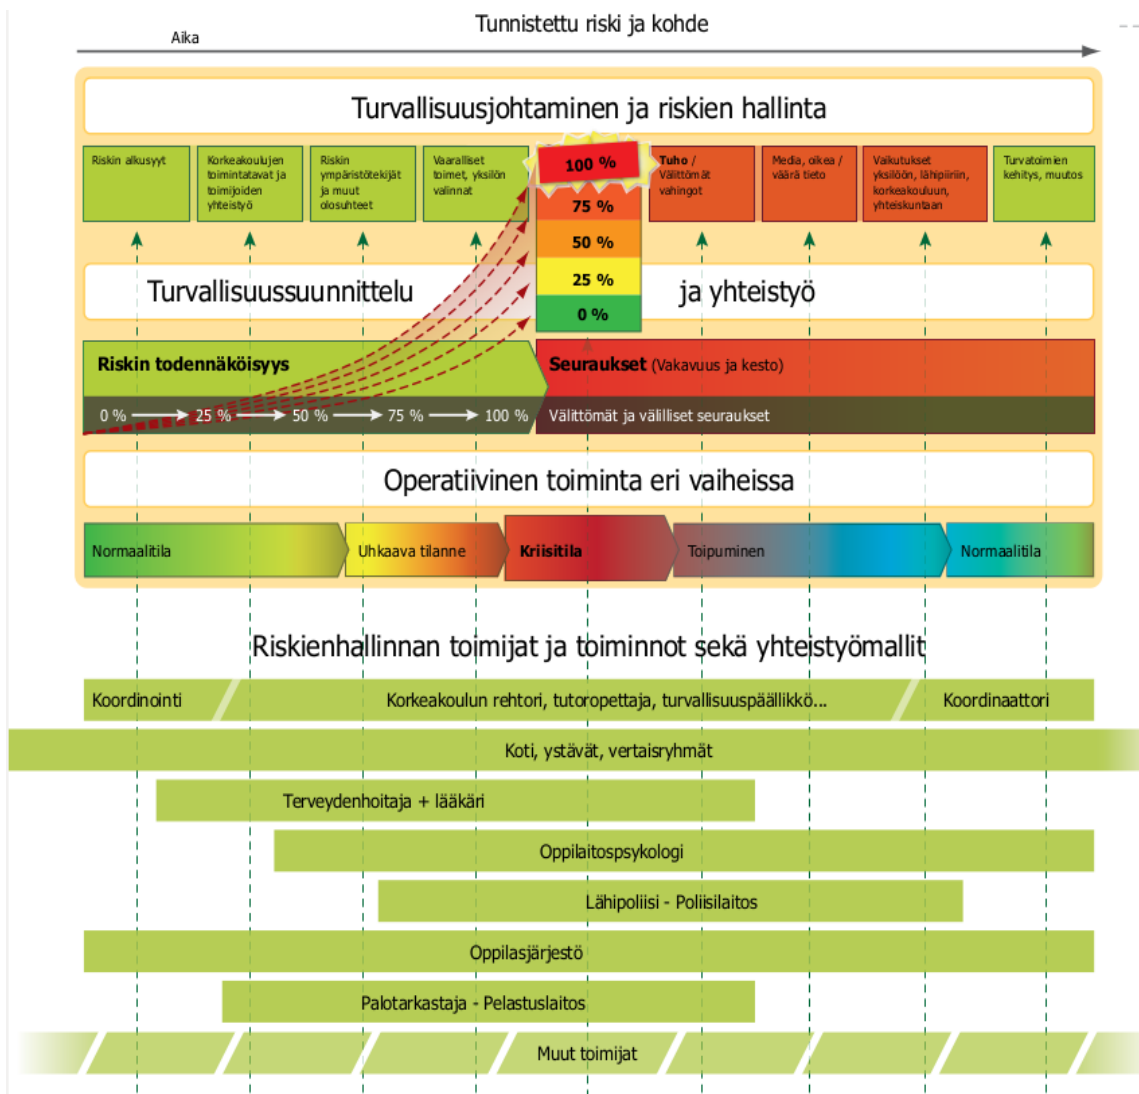 Tunnistettu riski ja kohde
Aika
Turvallisuusjohtaminen ja riskien hallinta
Riskin alkusyyt
Korkeakoulujen
toimintatavat ja
toimijoiden
yhteistyö
Riskin
ympäristötekijät
ja muut
olosuhteet
Vaaralliset
toimet, yksilön
valinnat
100 %
75 %
50 %
25 %
0 %
Tuho /
Välittömät
vahingot
Media, oikea /
väärä tieto
Vaikutukset
yksilöön, lähipiiriin,
korkeakouluun,
yhteiskuntaan
Turvatoimien
kehitys, muutos
Turvallisuussuunnittelu
ja yhteistyö
Riskin todennäköisyys
0 % 25 % 50 % 75 % 100 %
Seuraukset (Vakavuus ja kesto)
Välittömät ja välilliset seuraukset
Operatiivinen toiminta eri vaiheissa
Normaalitila
Uhkaava tilanne
Kriisitila
Toipuminen
Normaalitila
Riskienhallinnan toimijat ja toiminnot sekä yhteistyömallit
Koordinointi
Korkeakoulun rehtori, tutoropettaja, turvallisuuspäällikkö...
Koordinaattori
Koti, ystävät, vertaisryhmät
Terveydenhoitaja + lääkäri
Oppilaitospsykologi
Lähipoliisi - Poliisilaitos
Oppilasjärjestö
Palotarkastaja - Pelastuslaitos
Muut toimijat